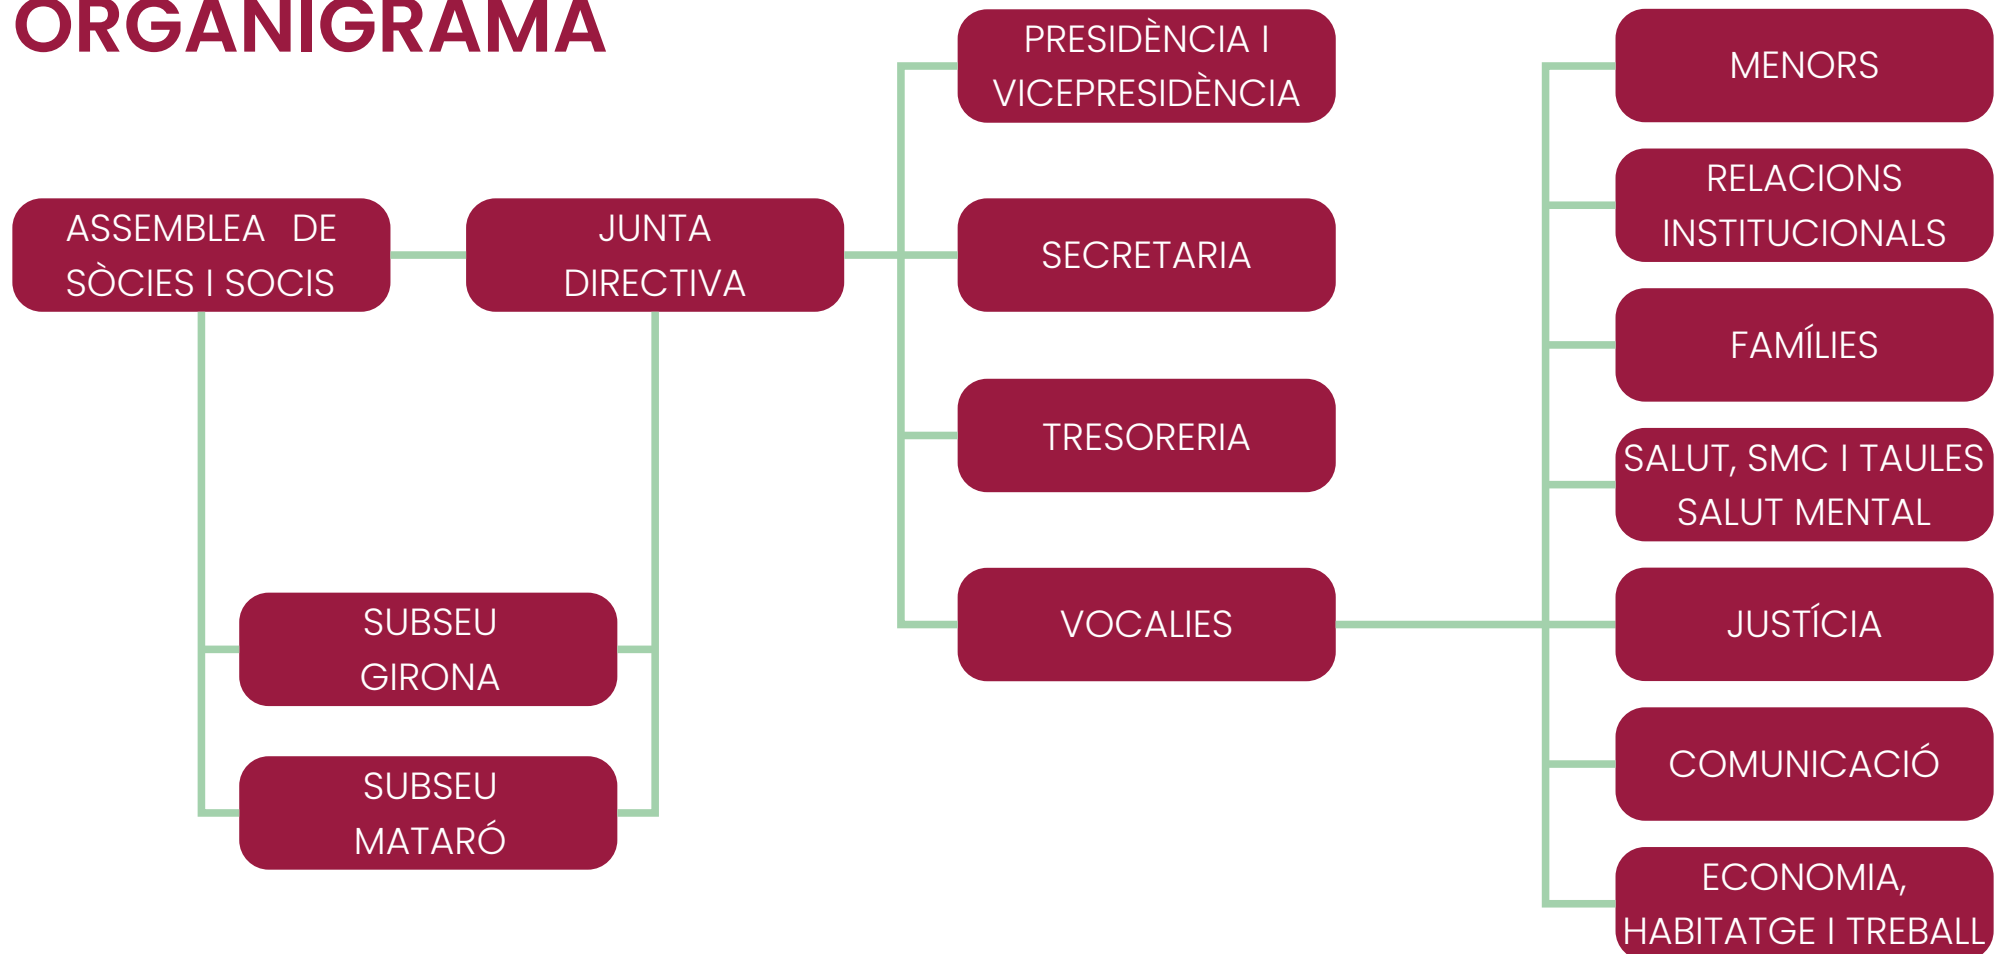 ORGANIGRAMA
ASSEMBLEA DE
SÒCIES I SOCIS
JUNTA
DIRECTIVA
SUBSEU
GIRONA
SUBSEU
MATARÓ
PRESIDÈNCIA I
VICEPRESIDÈNCIA
SECRETARIA
TRESORERIA
VOCALIES
MENORS
RELACIONS
INSTITUCIONALS
FAMÍLIES
SALUT, SMC I TAULES
SALUT MENTAL
JUSTÍCIA
COMUNICACIÓ
ECONOMIA,
HABITATGE I TREBALL